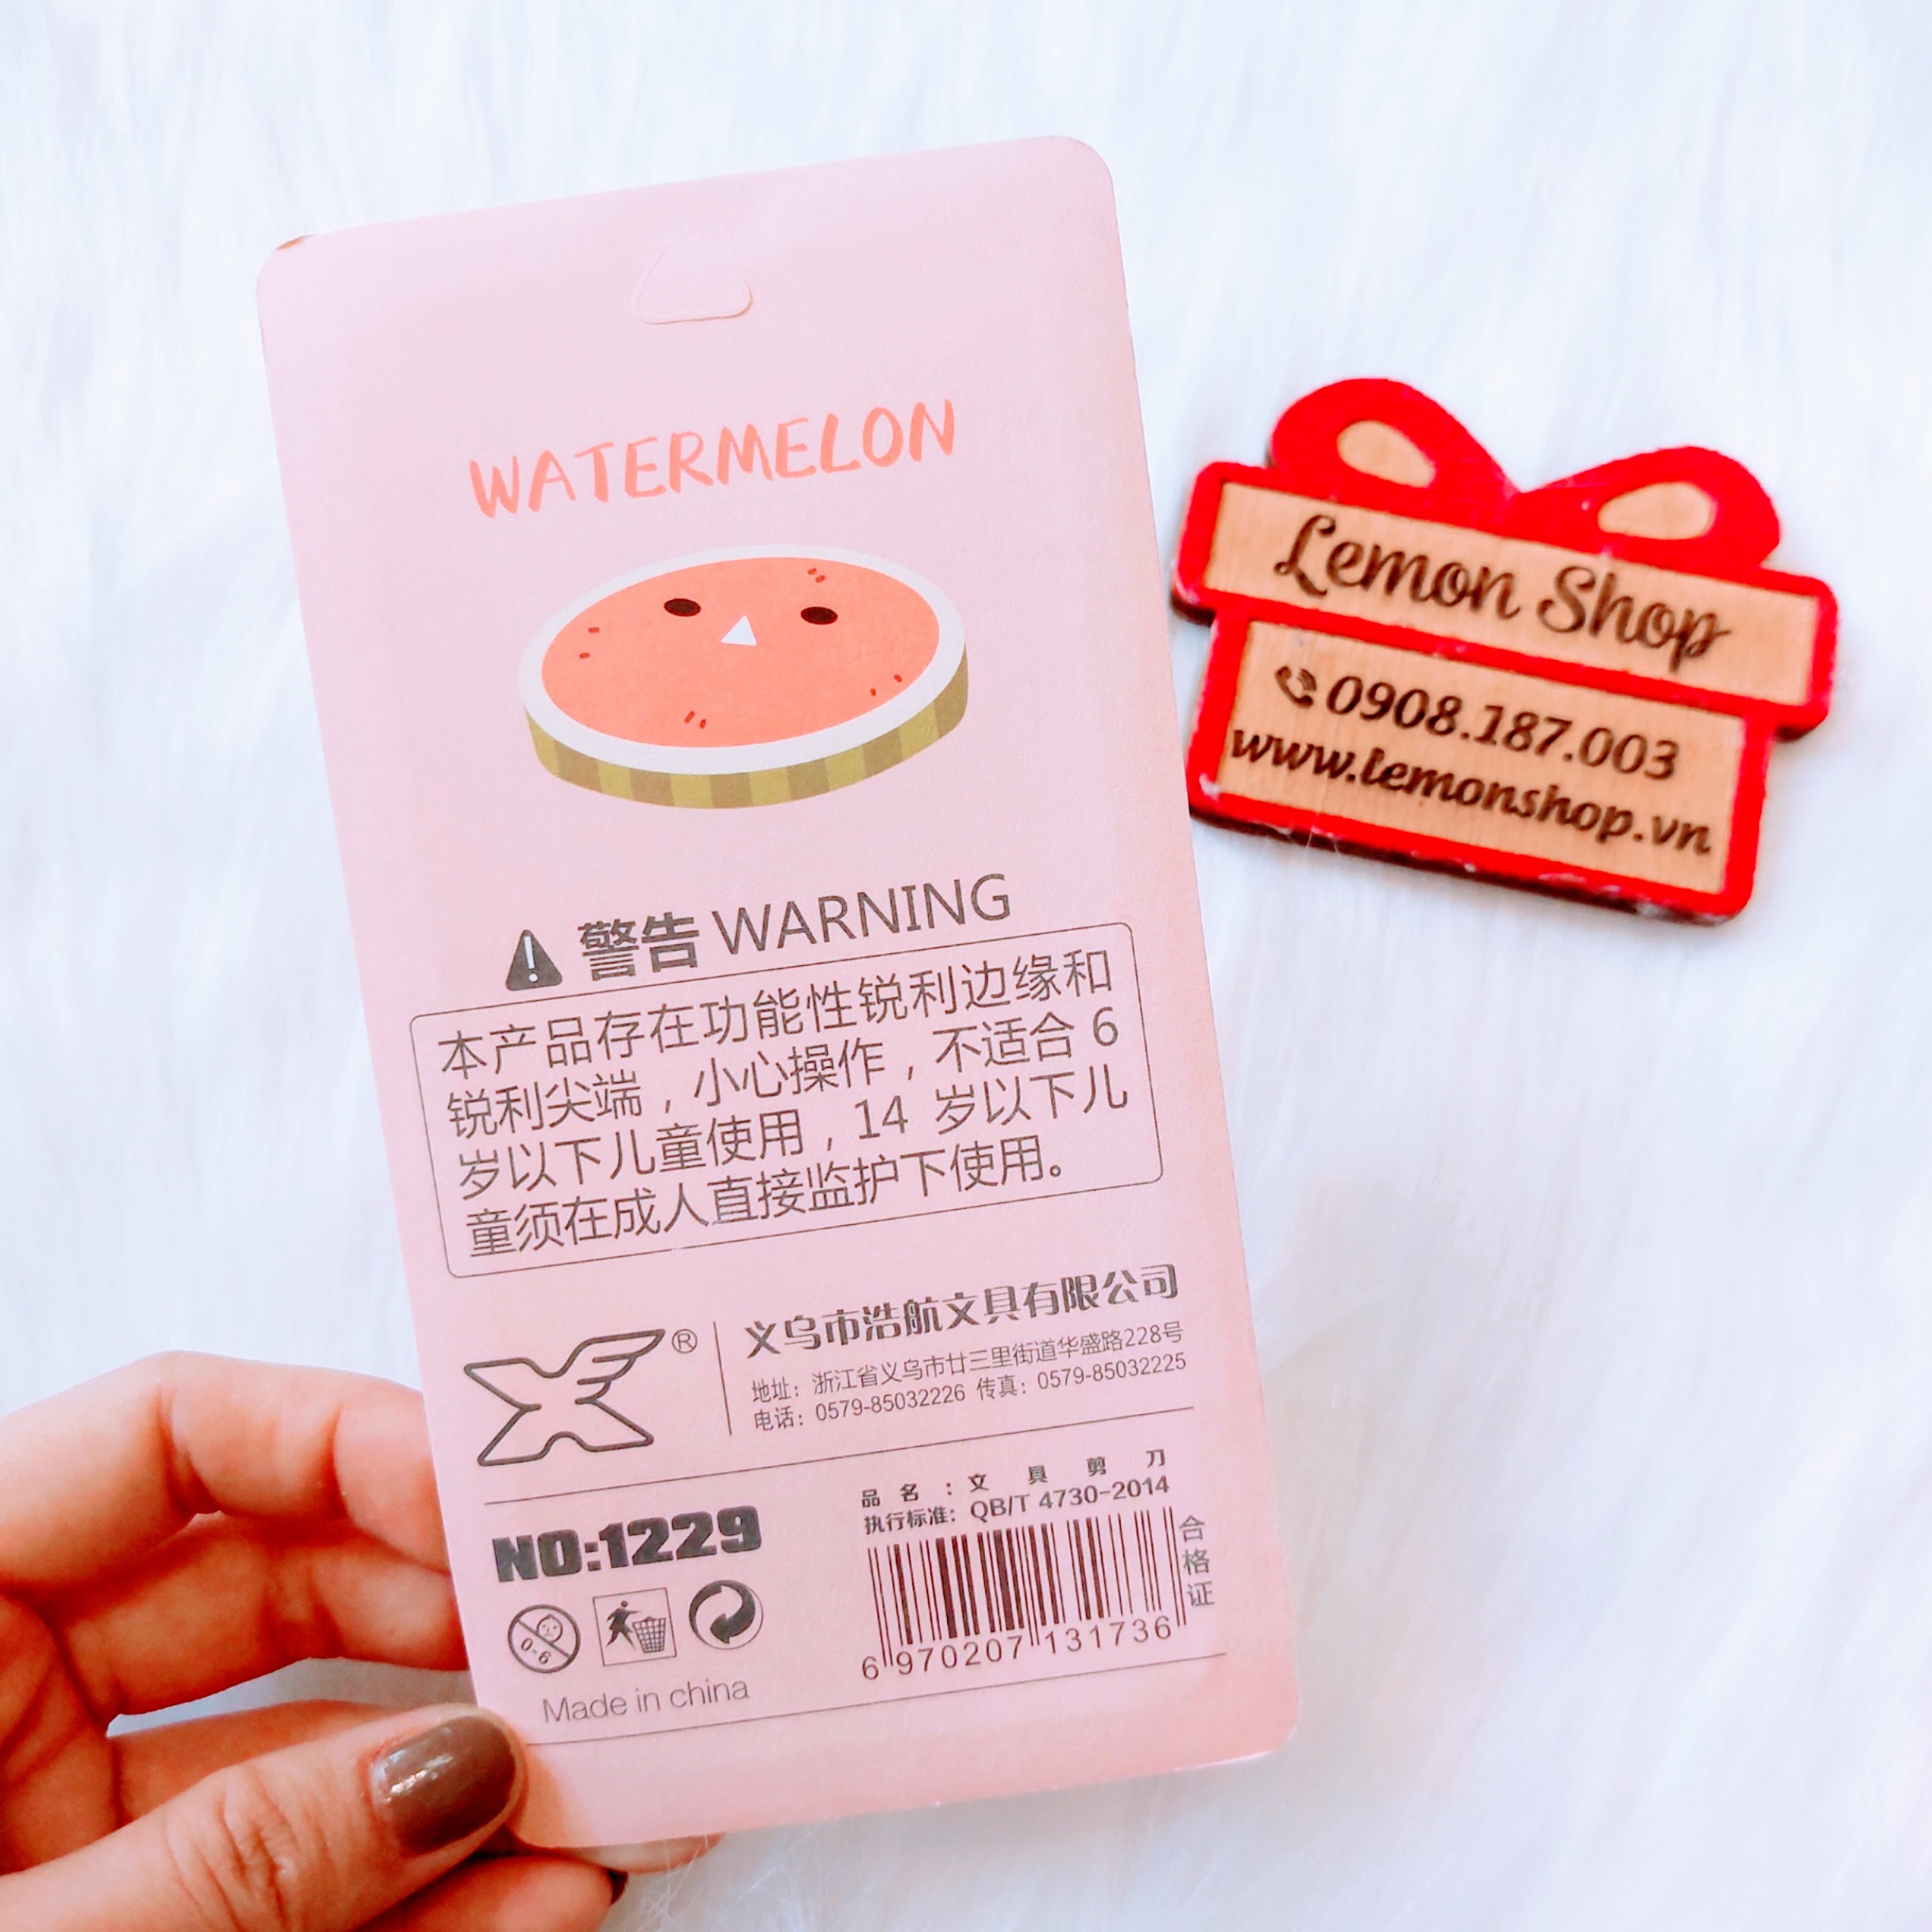 WATERMELON
警告 WARNING
本产品存在功能性锐利边缘和
锐利尖端，小心操作，不适合 6
岁以下儿童使用，14 岁以下儿
童须在成人直接监护下使用。
®
义乌市浩航文具有限公司
地址：浙江省义乌市廿三里街道华盛路228号
电话：0579-85032226 传真：0579-85032225
NO:1229
0-6
Made in china
品 名 ：文 具 剪 刀
执行标准：QB/T 4730-2014
合格证
6 970207 131736
Lemon Shop
0908.187.003
www.lemonshop.vn